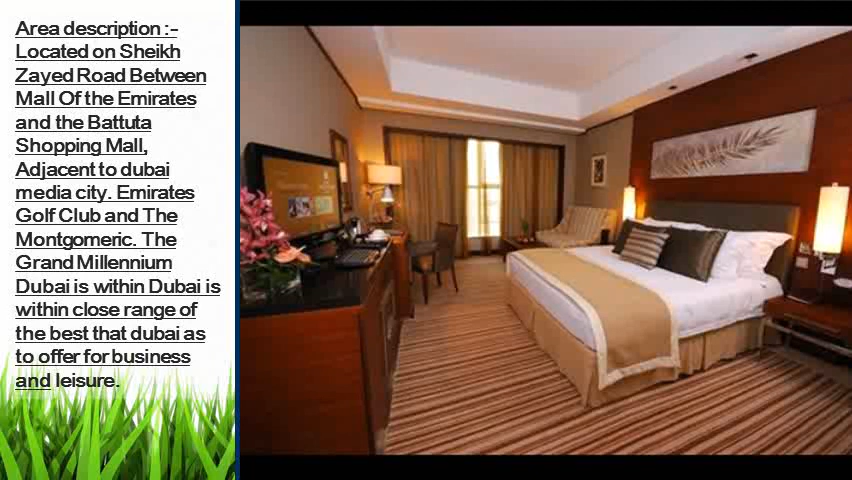 Area description :-
Located on Sheikh
Zayed Road Between
Mall Of the Emirates
and the Battuta
Shopping Mall,
Adjacent to dubai
media city. Emirates
Golf Club and The
Montgomeric. The
Grand Millennium
Dubai is within Dubai is
within close range of
the best that dubai as
to offer for business
and leisure.